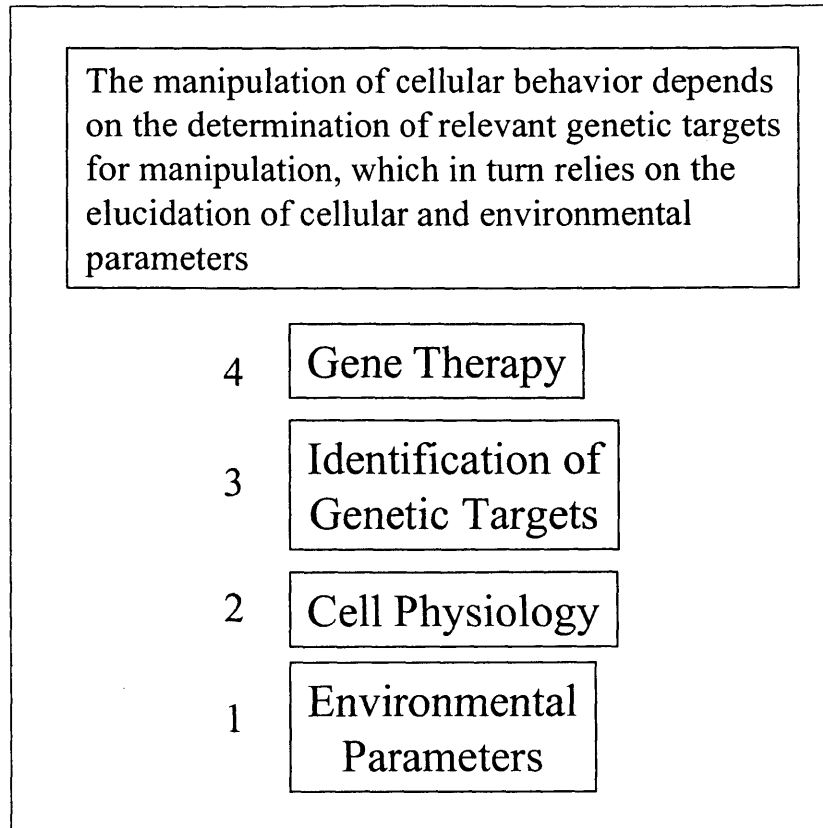 The manipulation of cellular behavior depends
on the determination of relevant genetic targets
for manipulation, which in turn relies on the
elucidation of cellular and environmental
parameters
4 Gene Therapy
3 Identification of
Genetic Targets
2 Cell Physiology
1 Environmental
Parameters